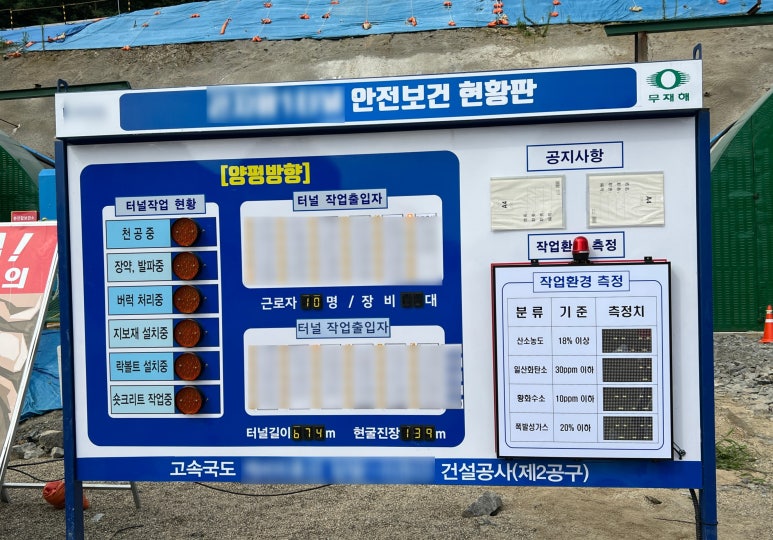 안전보건 현황판
무재해
[양평방향]
터널작업 현황
천공중
장약, 발파중
버럭 처리중
지보재 설치중
락볼트 설치중
숏크리트 작업중
터널 작업출입자
근로자 10명 / 장비 대
터널 작업출입자
터널길이 674m 현굴진장 139m
공지사항
A4
A4
작업환경 측정
작업환경 측정
분류 기준 측정치
산소농도 18% 이상
일산화탄소 30ppm 이하
황화수소 10ppm 이하
폭발성가스 20% 이하
고속국도 건설공사(제2공구)
!
의